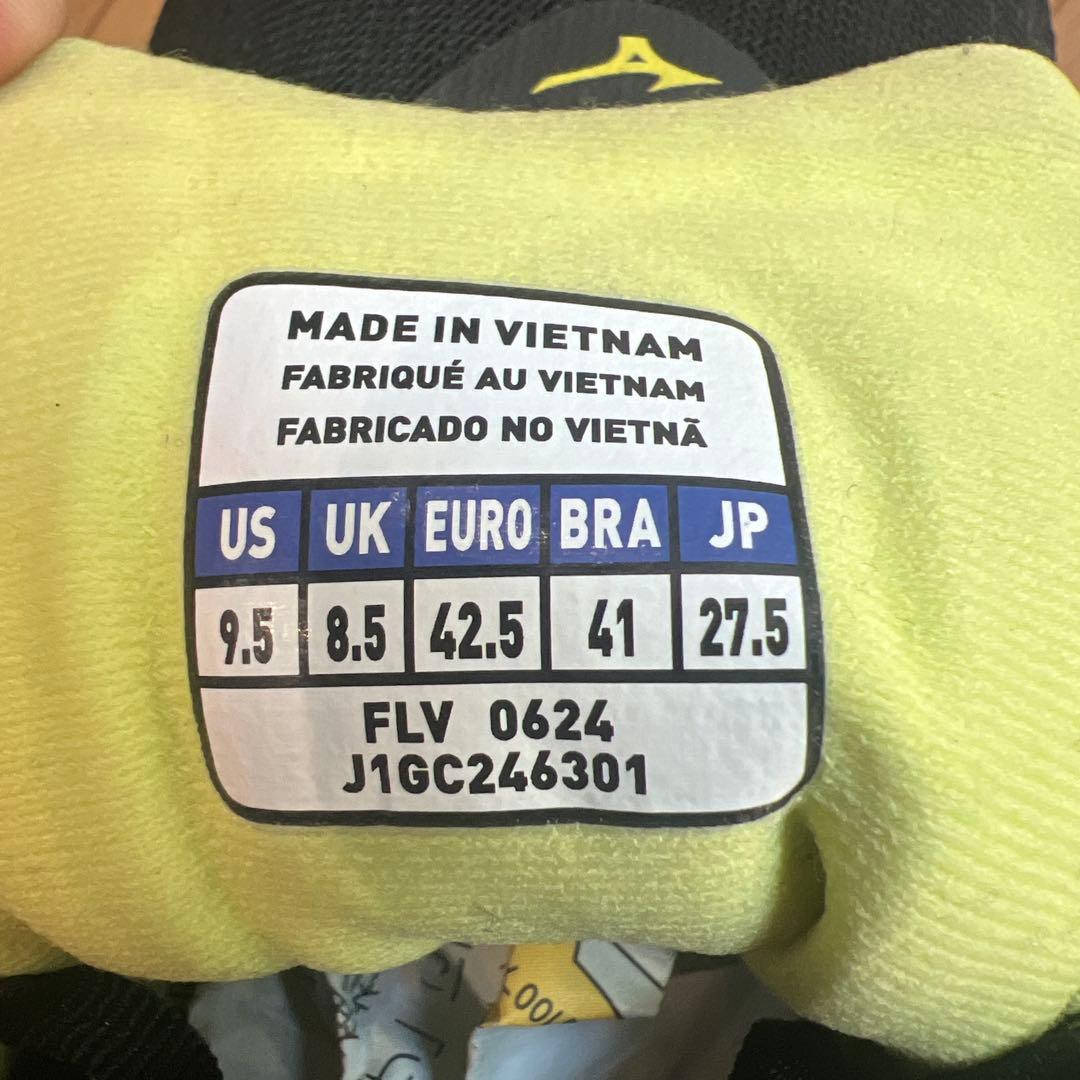 MADE IN VIETNAM
FABRIQUÉ AU VIETNAM
FABRICADO NO VIETNÃ
US UK EURO BRA JP
9.5 8.5 42.5 41 27.5
FLV 0624
J1GC246301